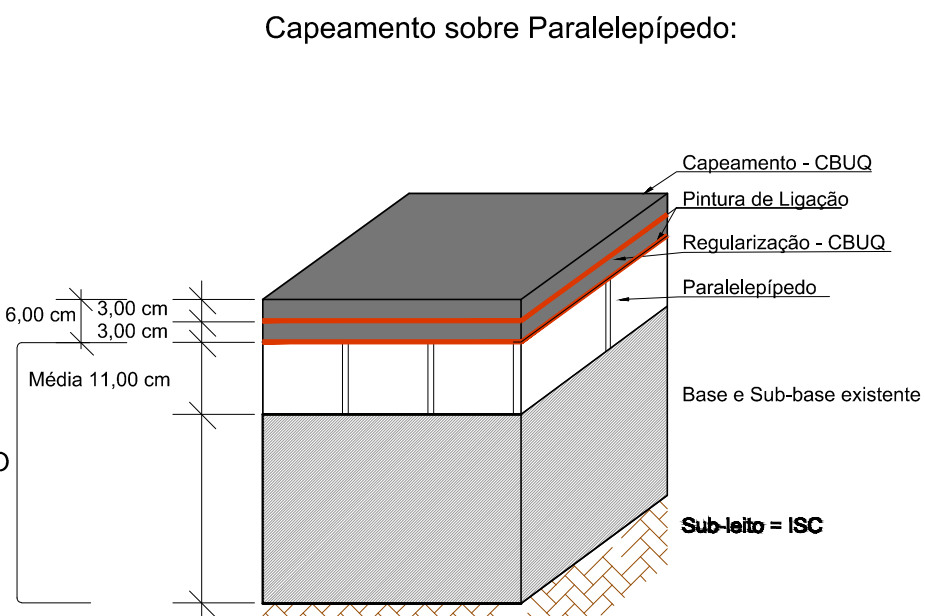 Capeamento sobre Paralelepípedo:
Capeamento - CBUQ
Pintura de Ligação
Regularização - CBUQ
Paralelepípedo
6,00 cm
3,00 cm
3,00 cm
Média 11,00 cm
Base e Sub-base existente
Sub-leito = ISC